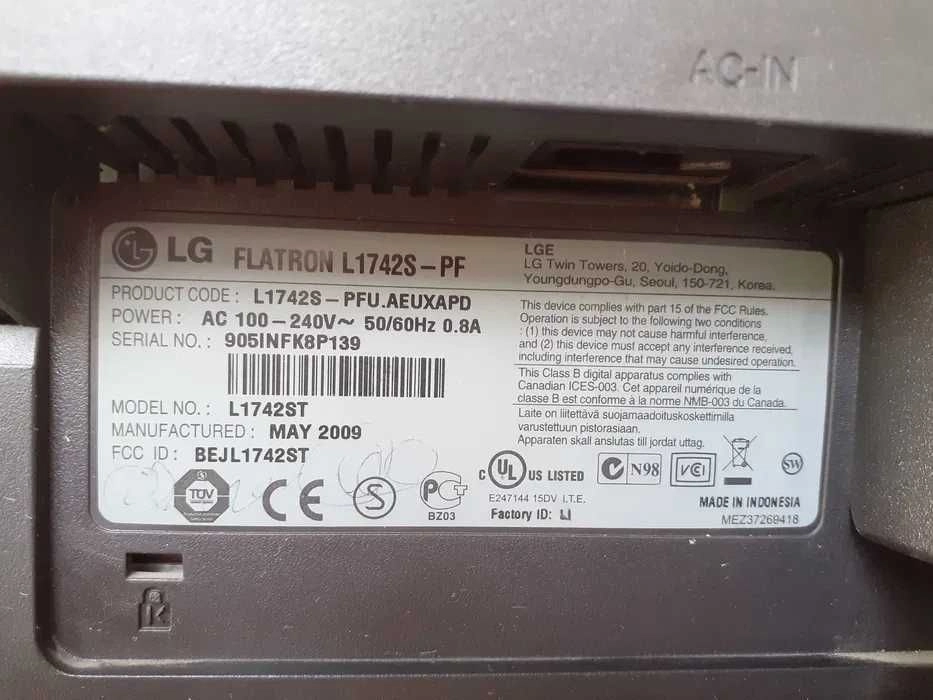 AC-IN
LG FLATRON L1742S-PF
LGE
LG Twin Towers, 20, Yoido-Dong,
Youngdungpo-Gu, Seoul, 150-721, Korea.
PRODUCT CODE : L1742S-PFU.AEUXAPD
POWER : AC 100-240V~ 50/60Hz 0.8A
SERIAL NO. : 905INFK8P139
MODEL NO. : L1742ST
MANUFACTURED : MAY 2009
FCC ID : BEJL1742ST
This device complies with part 15 of the FCC Rules.
Operation is subject to the following two conditions
: (1) this device may not cause harmful interference,
and (2) this device must accept any interference received,
including interference that may cause undesired operation.
This Class B digital apparatus complies with
Canadian ICES-003. Cet appareil numérique de la
classe B est conforme à la norme NMB-003 du Canada.
Laite on liitettävä suojamaadoituskoskettimilla
varustettuun pistorasiaan.
Apparaten skall anslutas till jordat uttag.
TÜV
CE
S
PCT
BZ03
C UL US LISTED
E247144 15DV I.T.E.
Factory ID: LI
N98
VCI
SW
MADE IN INDONESIA
MEZ37269418
K